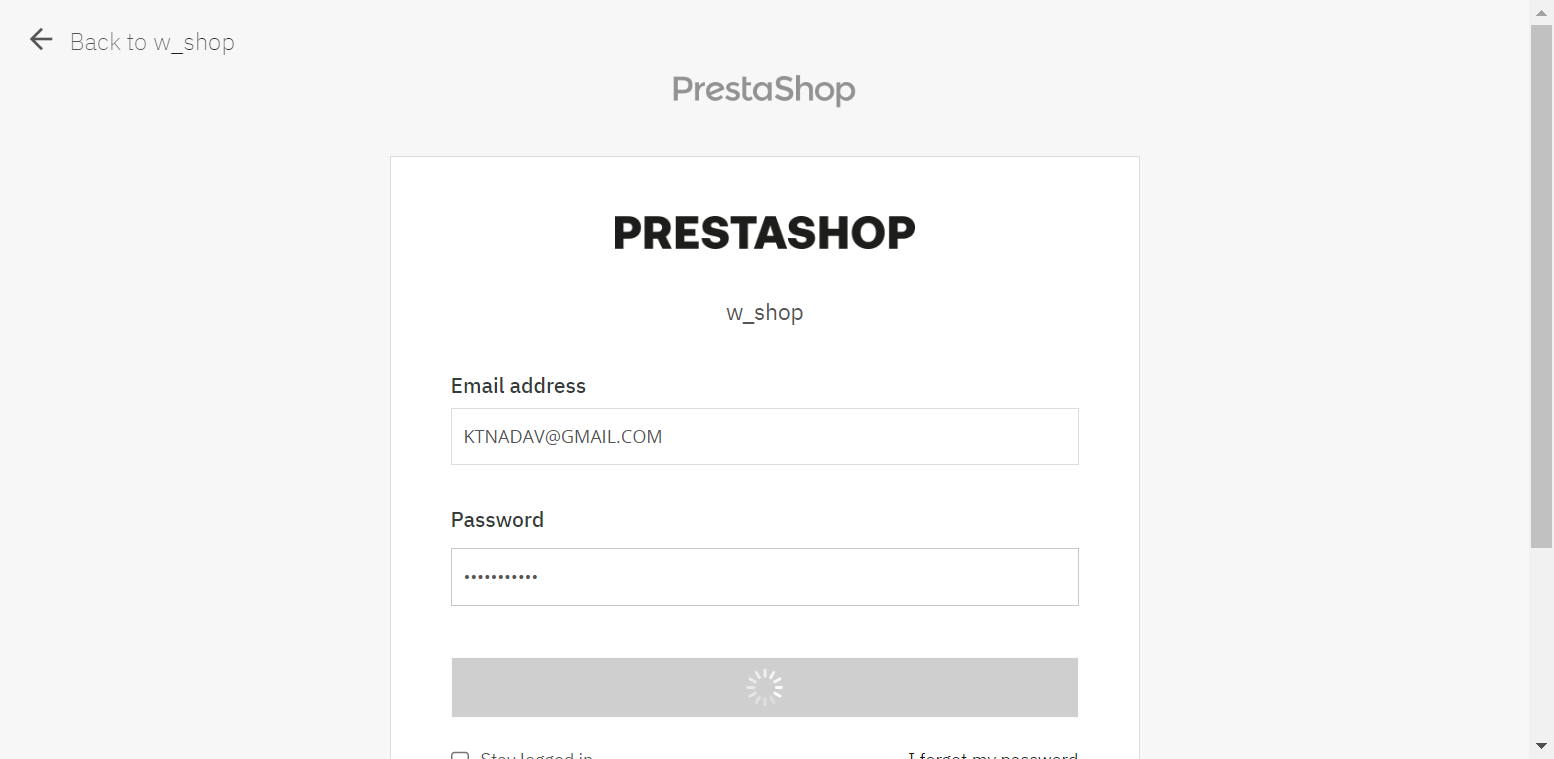 Back to w_shop
PrestaShop
PRESTASHOP
w_shop
Email address
KTNADAV@GMAIL.COM
Password
•••••••••••
Stay logged in
I forgot my password